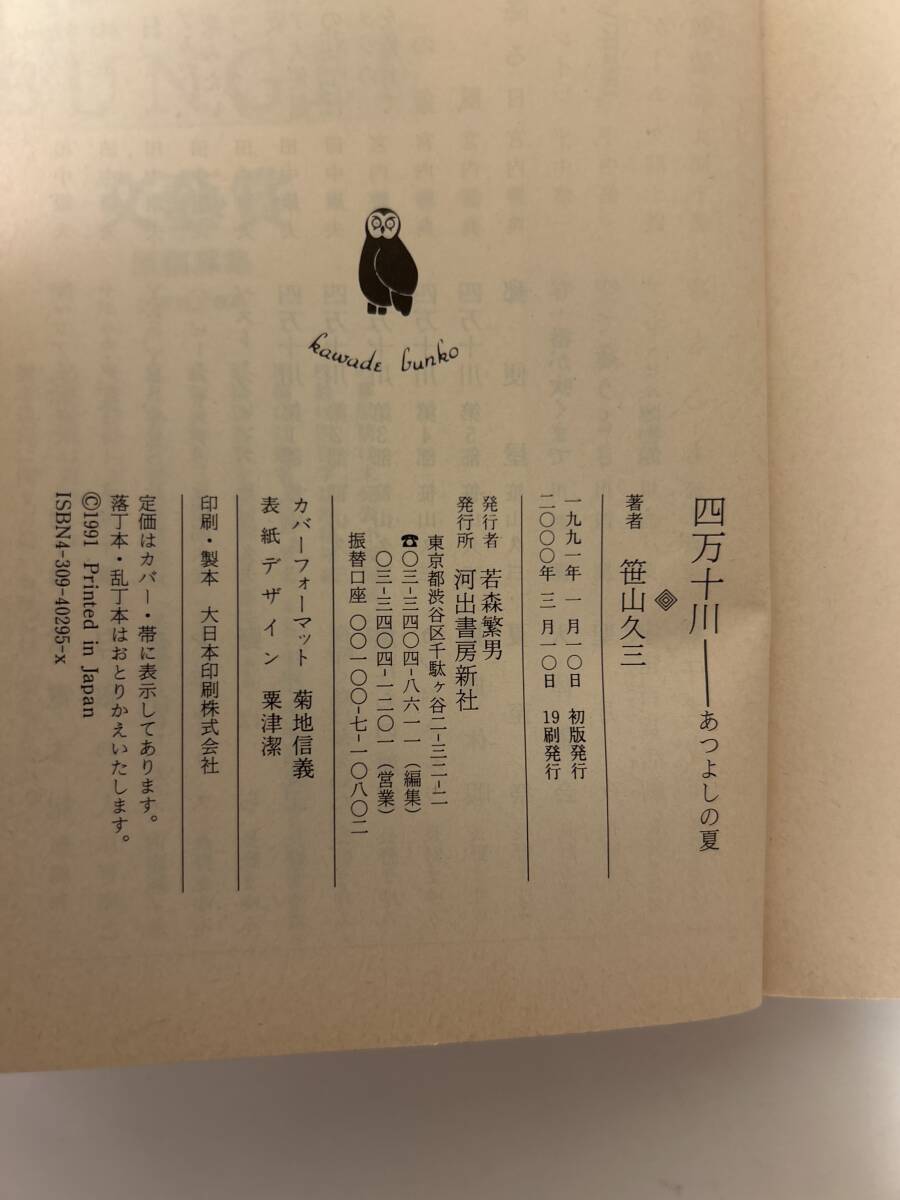 kawade bunko
四万十川――あつよしの夏
著者 笹山久三
一九九一年 一月一〇日 初版発行
二〇〇〇年 三月一〇日 19刷発行
発行者 若森繁男
発行所 河出書房新社
東京都渋谷区千駄ヶ谷二-三二-二
☎〇三-三四〇四-八六一一(編集)
〇三-三四〇四-一二〇一(営業)
振替口座 〇〇一〇〇-七-一〇八〇二
カバーフォーマット 菊地信義
表紙デザイン 粟津潔
印刷・製本 大日本印刷株式会社
定価はカバー・帯に表示してあります。
落丁本・乱丁本はおとりかえいたします。
©1991 Printed in Japan
ISBN4-309-40295-x